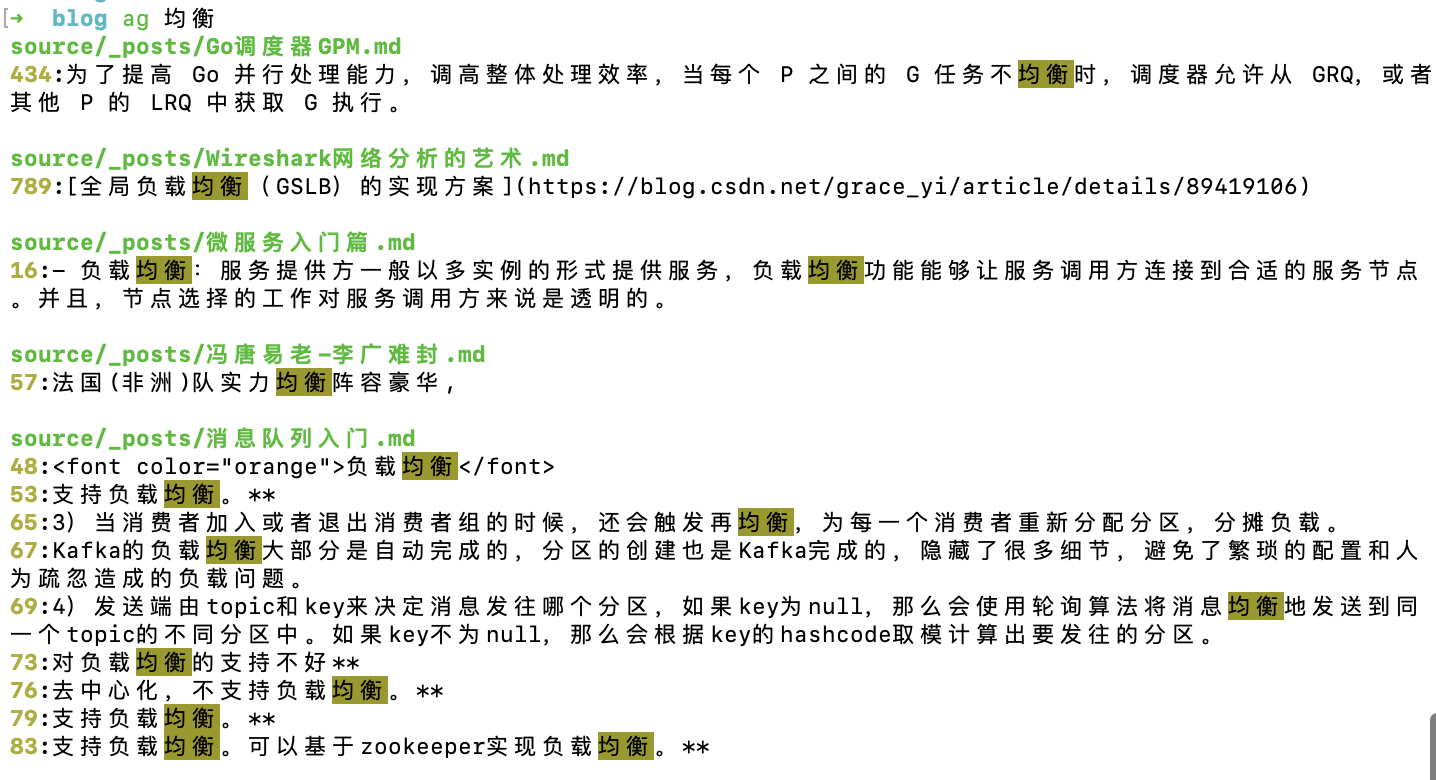 ➜  blog ag 均衡
source/_posts/Go调度器GPM.md
434:为了提高 Go 并行处理能力，调高整体处理效率，当每个 P 之间的 G 任务不均衡时，调度器允许从 GRQ，或者
其他 P 的 LRQ 中获取 G 执行。
source/_posts/Wireshark网络分析的艺术.md
789:[全局负载均衡（GSLB）的实现方案](https://blog.csdn.net/grace_yi/article/details/89419106)
source/_posts/微服务入门篇.md
16:- 负载均衡：服务提供方一般以多实例的形式提供服务，负载均衡功能能够让服务调用方连接到合适的服务节点
。并且，节点选择的工作对服务调用方来说是透明的。
source/_posts/冯唐易老-李广难封.md
57:法国(非洲)队实力均衡阵容豪华,
source/_posts/消息队列入门.md
48:<font color="orange">负载均衡</font>
53:支持负载均衡。**
65:3）当消费者加入或者退出消费者组的时候，还会触发再均衡，为每一个消费者重新分配分区，分摊负载。
67:Kafka的负载均衡大部分是自动完成的，分区的创建也是Kafka完成的，隐藏了很多细节，避免了繁琐的配置和人
为疏忽造成的负载问题。
69:4）发送端由topic和key来决定消息发往哪个分区，如果key为null，那么会使用轮询算法将消息均衡地发送到同
一个topic的不同分区中。如果key不为null，那么会根据key的hashcode取模计算出要发往的分区。
73:对负载均衡的支持不好**
76:去中心化，不支持负载均衡。**
79:支持负载均衡。**
83:支持负载均衡。可以基于zookeeper实现负载均衡。**